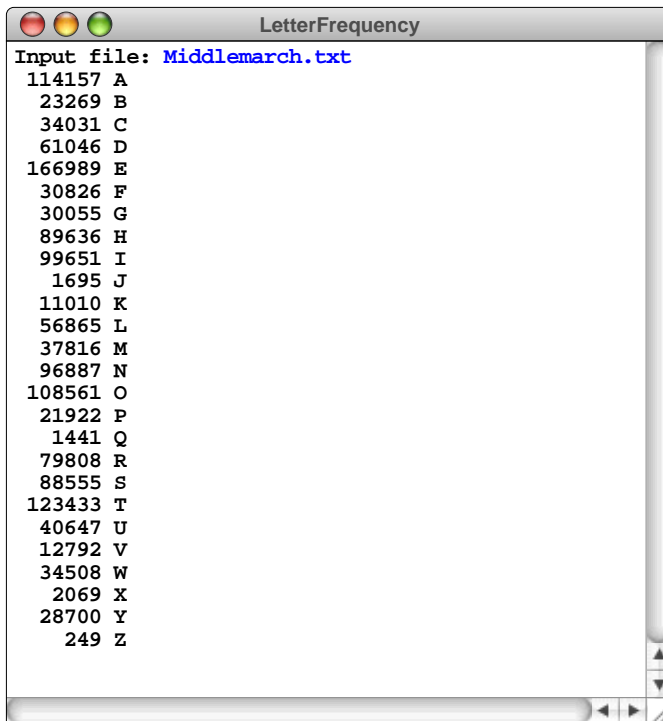 LetterFrequency
Input file: Middlemarch.txt
114157 A
23269 B
34031 C
61046 D
166989 E
30826 F
30055 G
89636 H
99651 I
1695 J
11010 K
56865 L
37816 M
96887 N
108561 O
21922 P
1441 Q
79808 R
88555 S
123433 T
40647 U
12792 V
34508 W
2069 X
28700 Y
249 Z